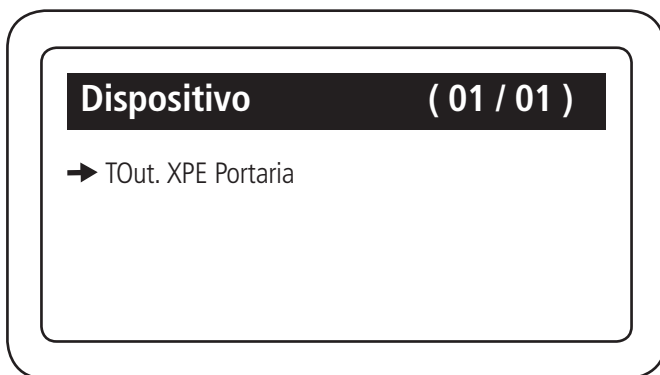 Dispositivo ( 01 / 01 )
➔ TOut. XPE Portaria